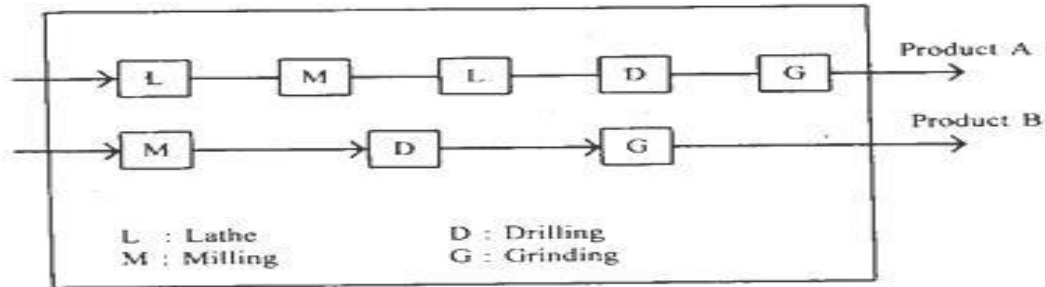 L M L D G Product A
M D G Product B
L : Lathe D : Drilling
M : Milling G : Grinding